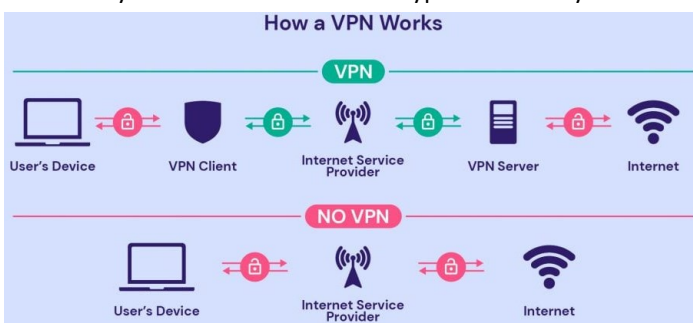 How a VPN Works
VPN
User's Device
VPN Client
Internet Service
Provider
VPN Server
Internet
NO VPN
User's Device
Internet Service
Provider
Internet